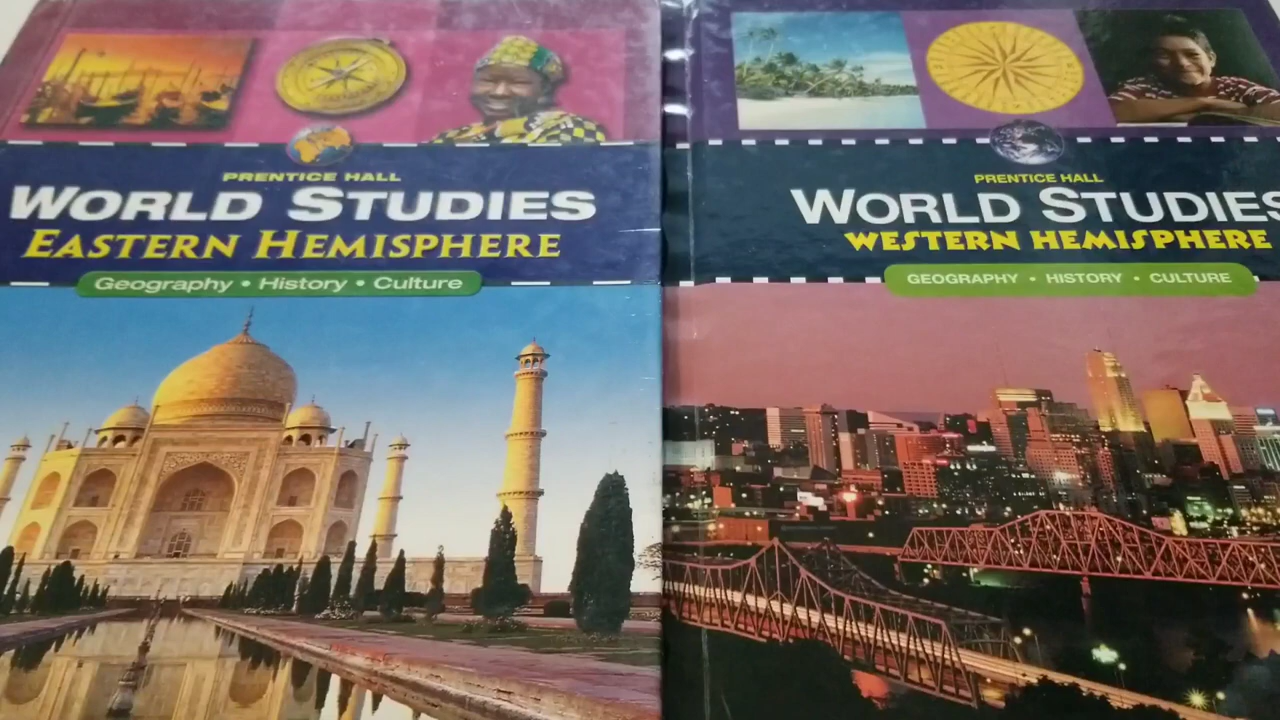 PRENTICE HALL
WORLD STUDIES
EASTERN HEMISPHERE
Geography • History • Culture
PRENTICE HALL
WORLD STUDIES
WESTERN HEMISPHERE
GEOGRAPHY • HISTORY • CULTURE